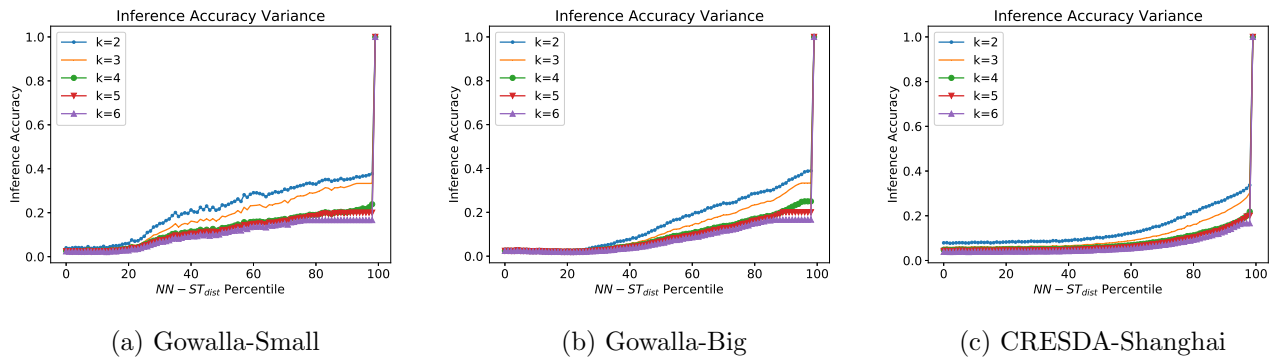 Inference Accuracy Variance
Inference Accuracy
1.0
0.8
0.6
0.4
0.2
0.0
k=2
k=3
k=4
k=5
k=6
0 20 40 60 80 100
NN − ST_dist Percentile
(a) Gowalla-Small
Inference Accuracy Variance
Inference Accuracy
1.0
0.8
0.6
0.4
0.2
0.0
k=2
k=3
k=4
k=5
k=6
0 20 40 60 80 100
NN − ST_dist Percentile
(b) Gowalla-Big
Inference Accuracy Variance
Inference Accuracy
1.0
0.8
0.6
0.4
0.2
0.0
k=2
k=3
k=4
k=5
k=6
0 20 40 60 80 100
NN − ST_dist Percentile
(c) CRESDA-Shanghai